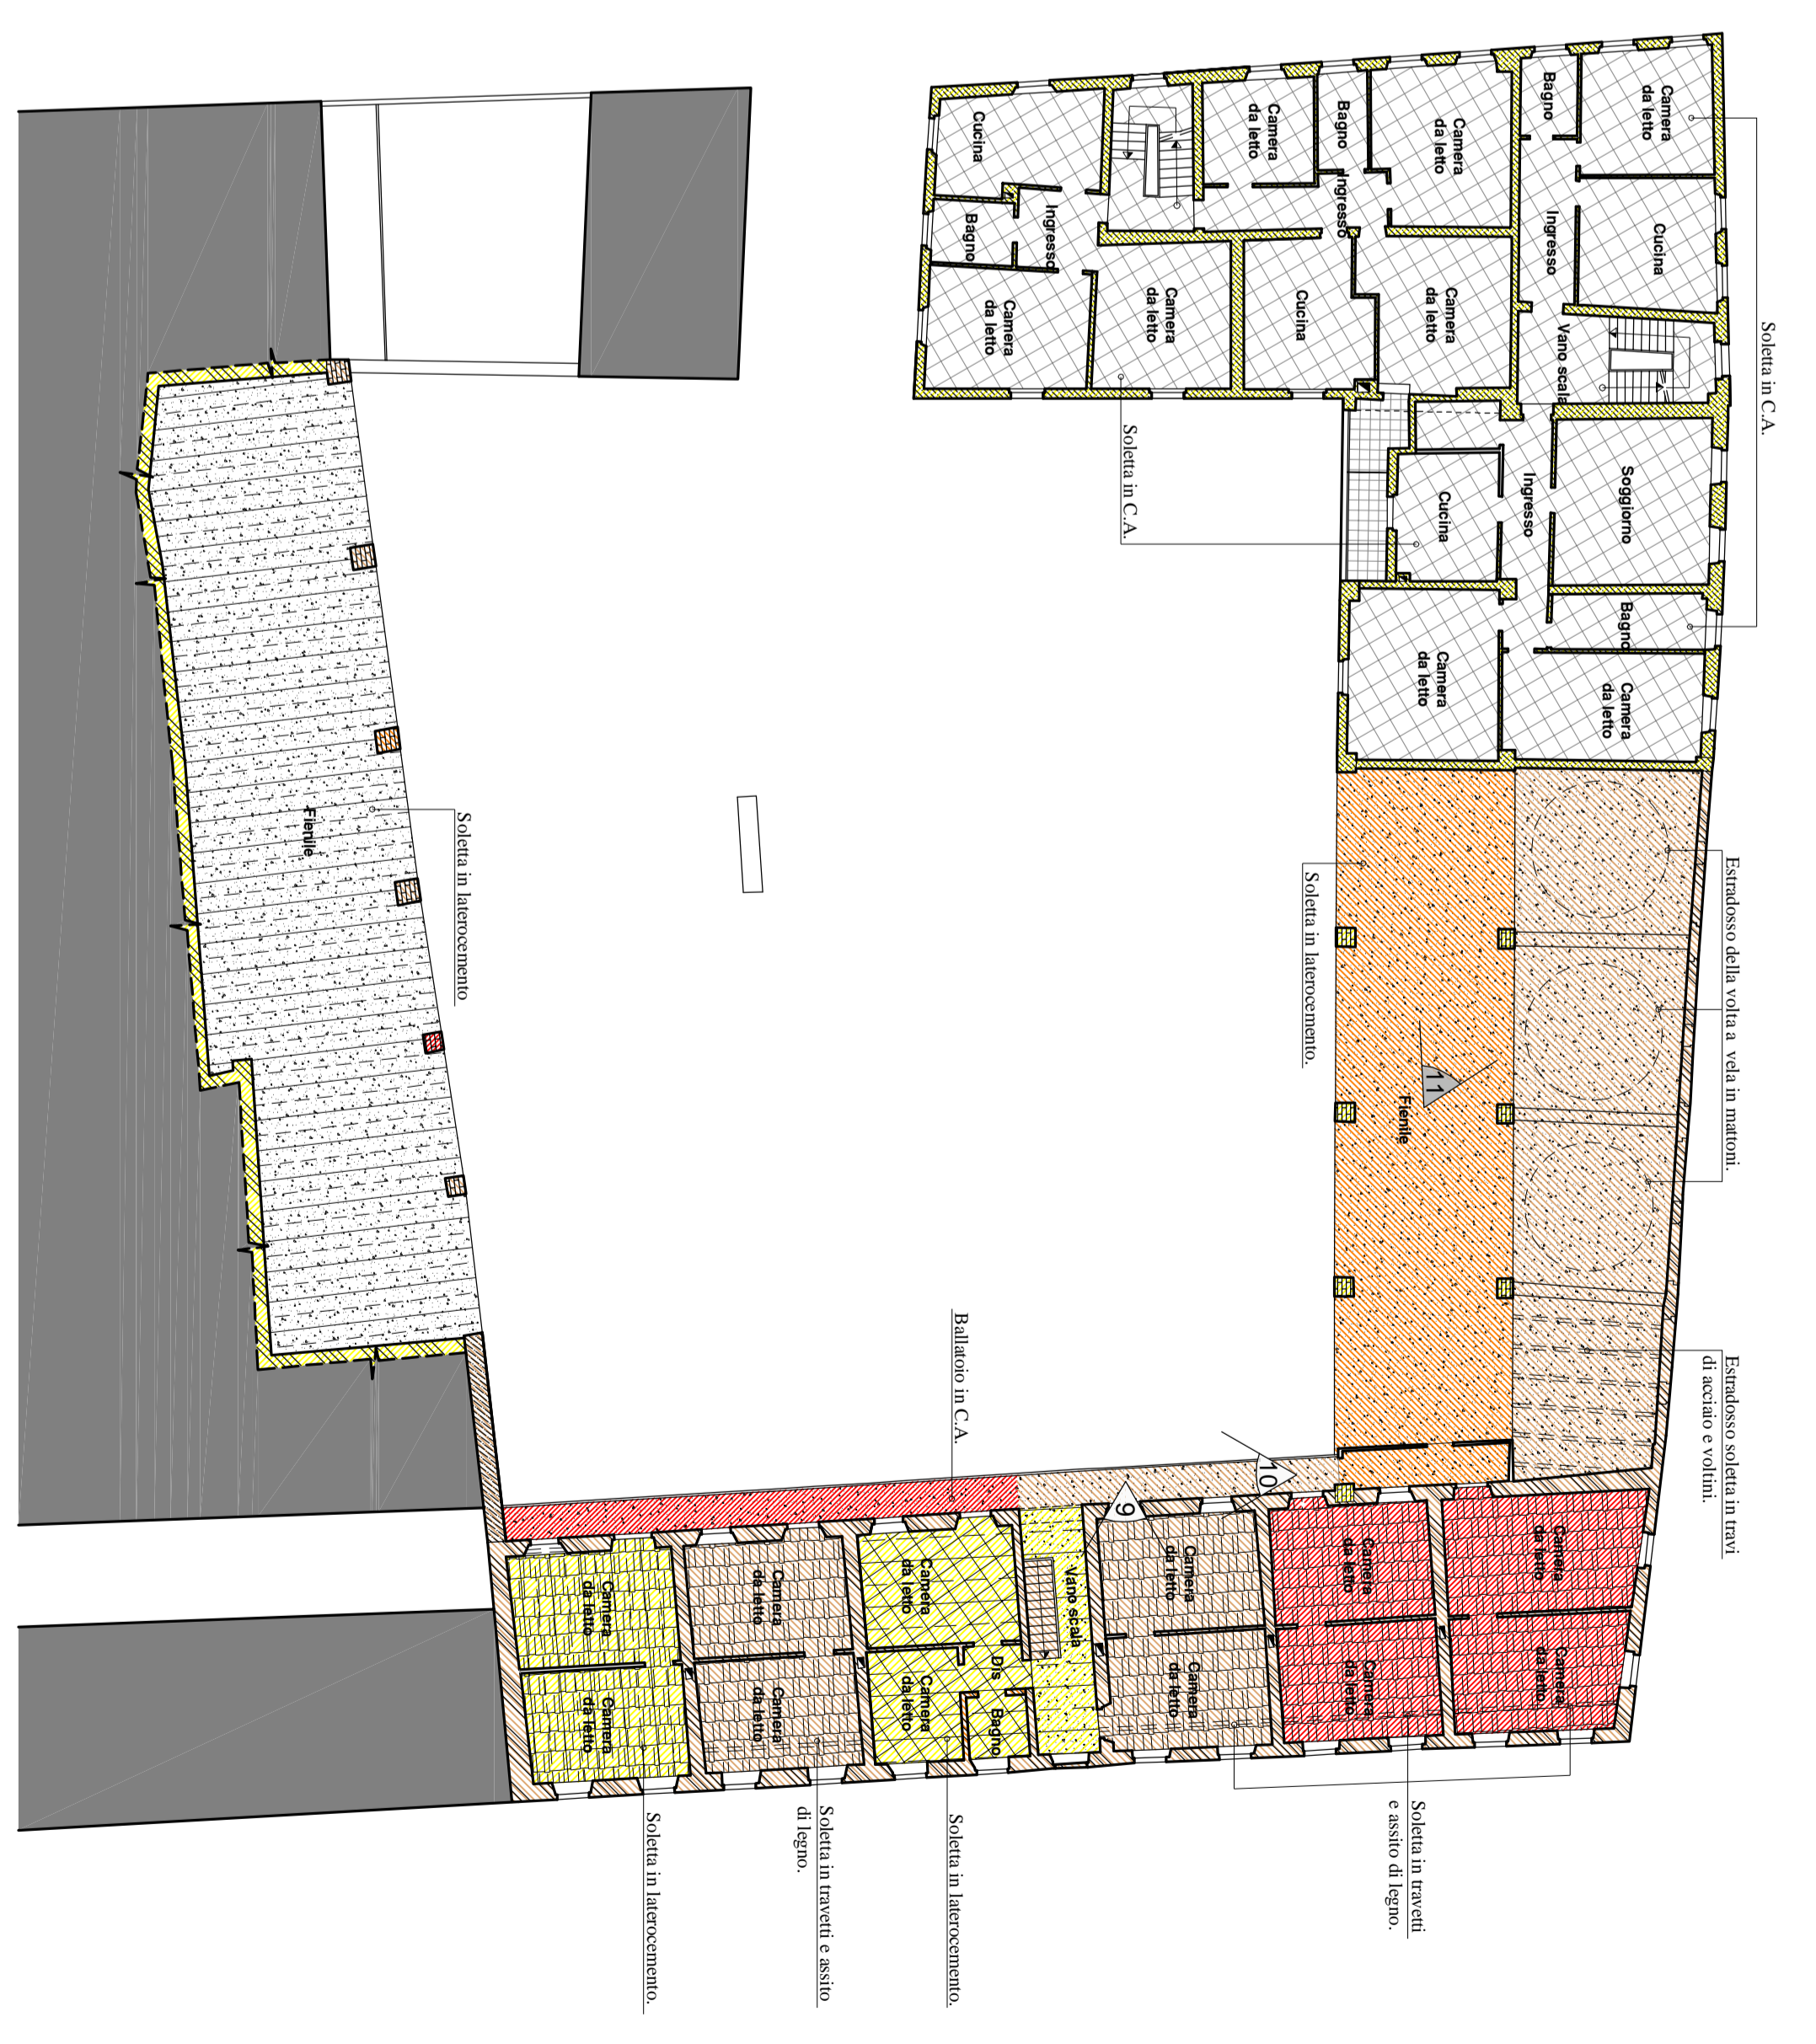 Soletta in C.A.
Camera
da letto
Bagno
Cucina
Ingresso
Vano scala
Camera
da letto
Bagno
Ingresso
Camera
da letto
Camera
da letto
Cucina
Cucina
Ingresso
Bagno
Camera
da letto
Camera
da letto
Soletta in C.A.
Soggiorno
Ingresso
Cucina
Bagno
Camera
da letto
Camera
da letto
Estradosso della volta a vela in mattoni.
Soletta in laterocemento.
11
Fienile
Estradosso soletta in travi
di acciaio e voltini.
Soletta in laterocemento
Fienile
Ballatoio in C.A.
10
9
Camera
da letto
Camera
da letto
Camera
da letto
Camera
da letto
Camera
da letto
Camera
da letto
Vano scala
Camera
da letto
Dis
Camera
da letto
Bagno
Camera
da letto
Camera
da letto
Camera
da letto
Camera
da letto
Soletta in travetti
e assito di legno.
Soletta in laterocemento.
Soletta in travetti e assito
di legno.
Soletta in laterocemento.